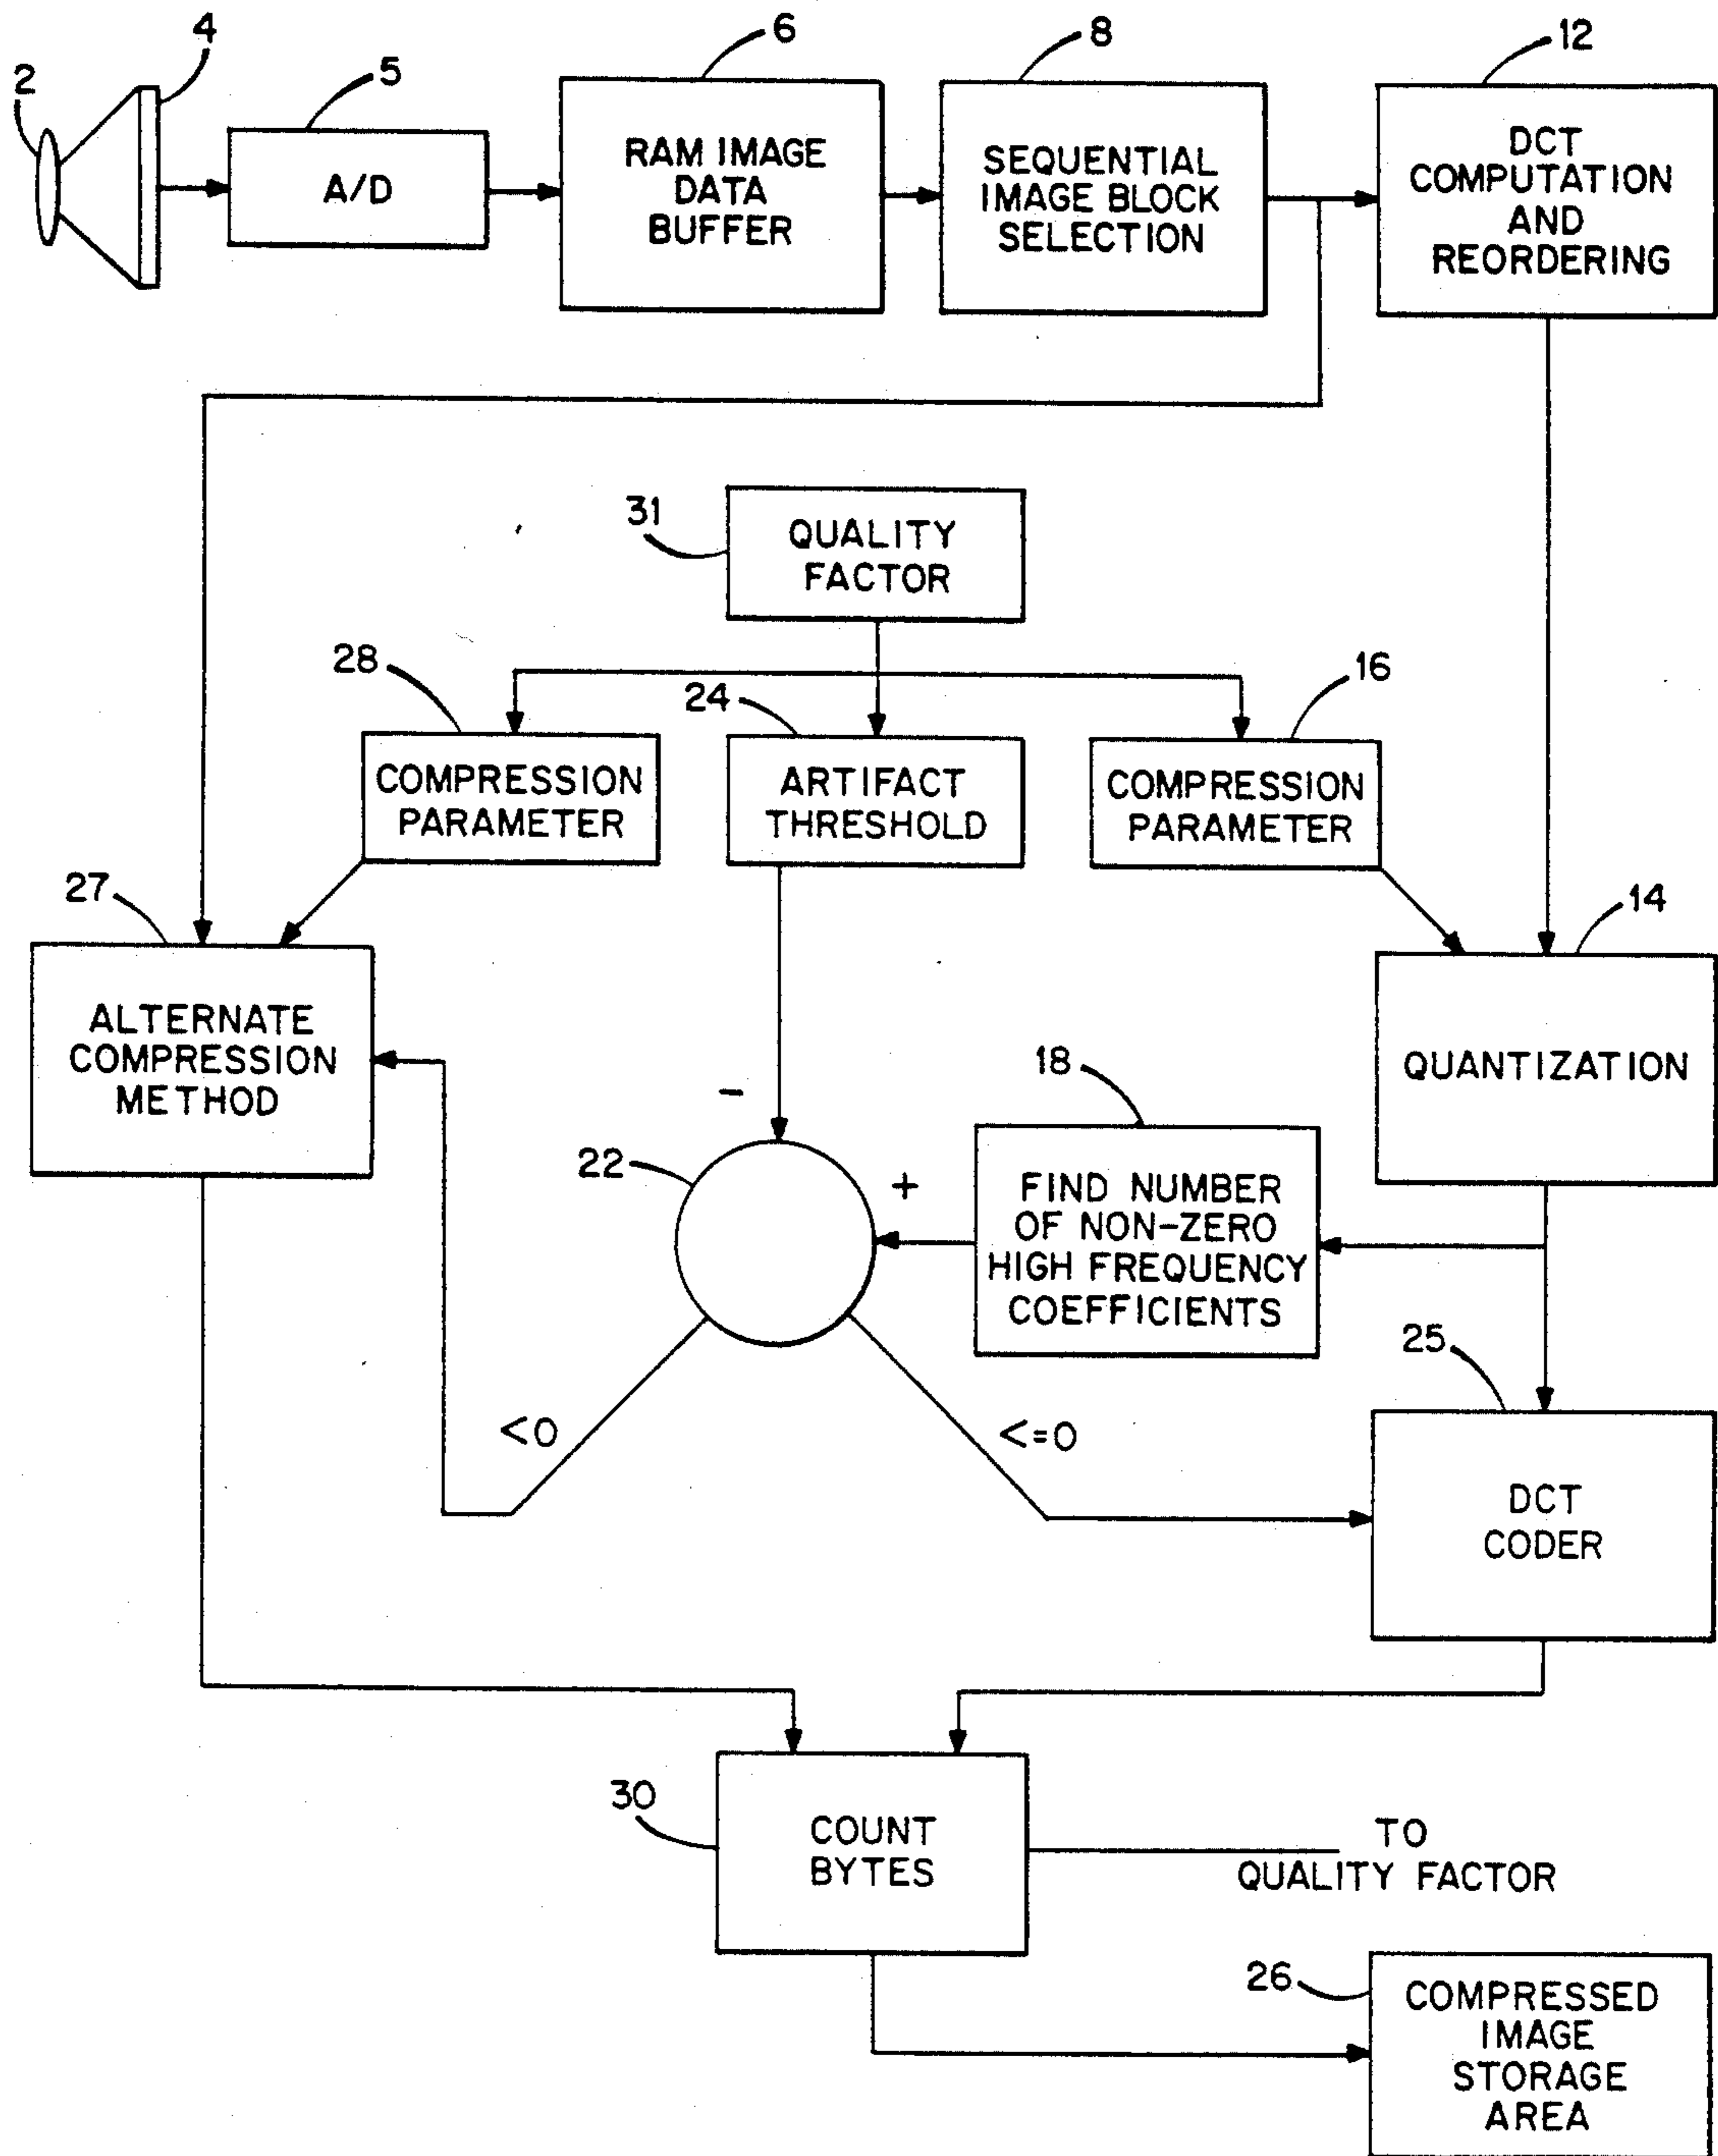 2
4
5
6
8
12
A/D
RAM IMAGE
DATA
BUFFER
SEQUENTIAL
IMAGE BLOCK
SELECTION
DCT
COMPUTATION
AND
REORDERING
31
QUALITY
FACTOR
28
24
16
COMPRESSION
PARAMETER
ARTIFACT
THRESHOLD
COMPRESSION
PARAMETER
27
14
ALTERNATE
COMPRESSION
METHOD
QUANTIZATION
-
18
22
+
FIND NUMBER
OF NON-ZERO
HIGH FREQUENCY
COEFFICIENTS
25
<0
<=0
DCT
CODER
30
COUNT
BYTES
TO
QUALITY FACTOR
26
COMPRESSED
IMAGE
STORAGE
AREA